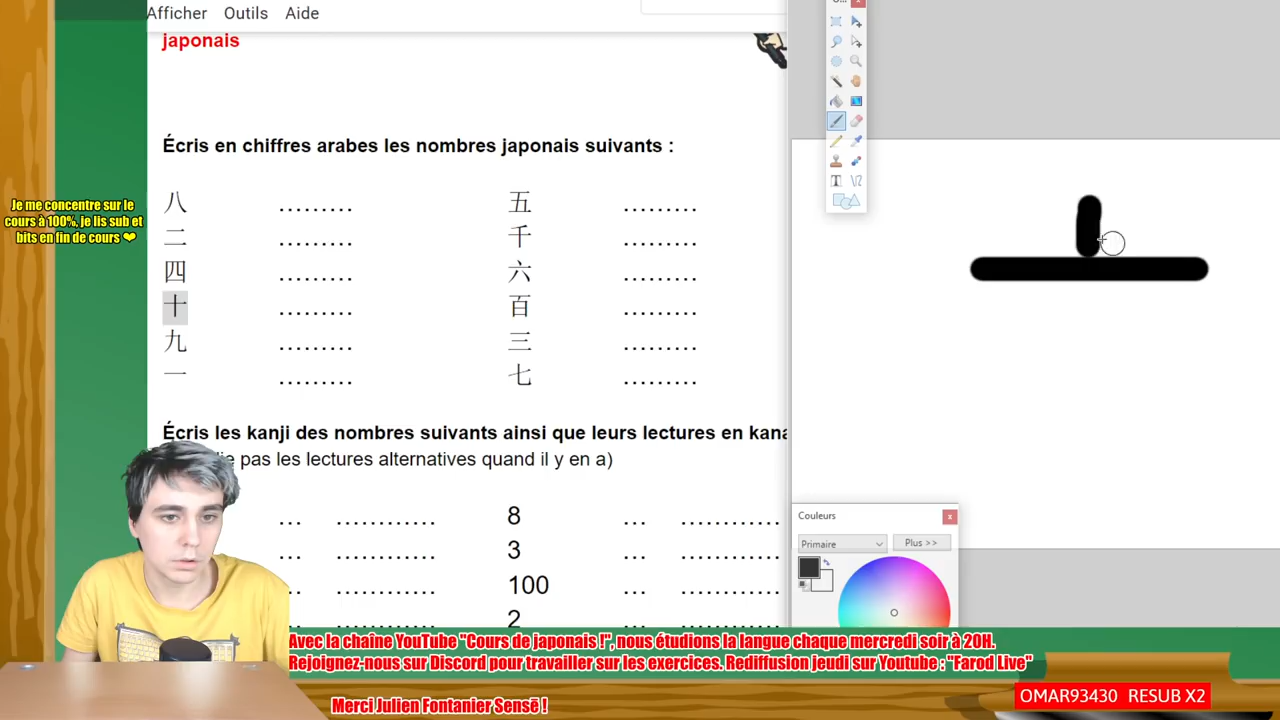 Afficher Outils Aide
japonais
Écris en chiffres arabes les nombres japonais suivants :
八 ......... 五 .........
二 ......... 千 .........
四 ......... 六 .........
十 ......... 百 .........
九 ......... 三 .........
一 ......... 七 .........
Je me concentre sur le
cours à 100%, je lis sub et
bits en fin de cours ❤
Écris les kanji des nombres suivants ainsi que leurs lectures en kana
pas les lectures alternatives quand il y en a)
... ............ 8 ... ............
... ............ 3 ... ............
... ............ 100 ... ............
... ............ 2 ... ............
Couleurs
Primaire
Plus >>
Avec la chaîne YouTube "Cours de japonais !", nous étudions la langue chaque mercredi soir à 20H.
Rejoignez-nous sur Discord pour travailler sur les exercices. Rediffusion jeudi sur Youtube : "Farod Live"
Merci Julien Fontanier Sensē !
OMAR93430 RESUB X2